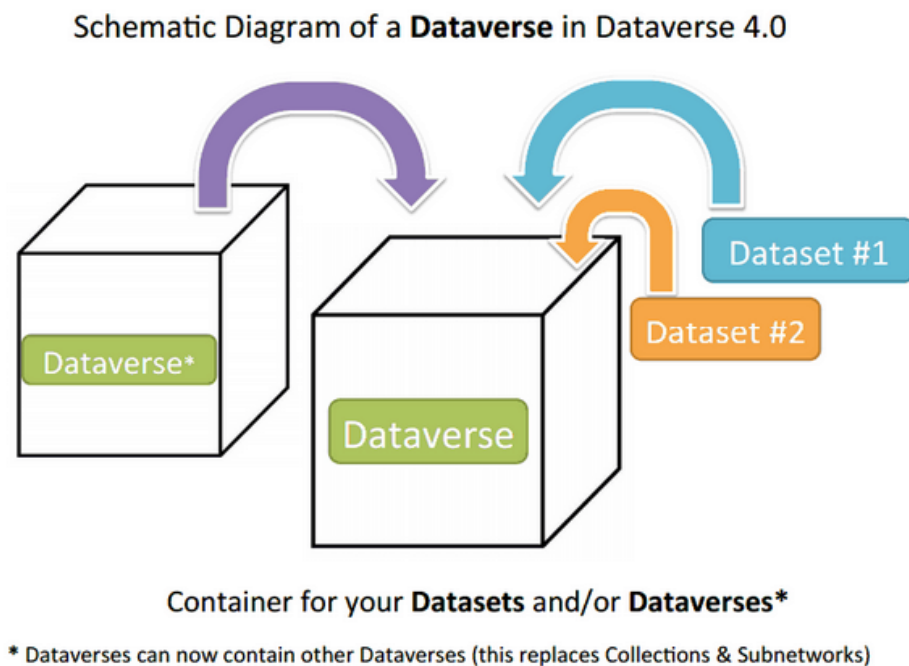 Schematic Diagram of a Dataverse in Dataverse 4.0
Dataset #1
Dataset #2
Dataverse*
Dataverse
Container for your Datasets and/or Dataverses*
* Dataverses can now contain other Dataverses (this replaces Collections & Subnetworks)